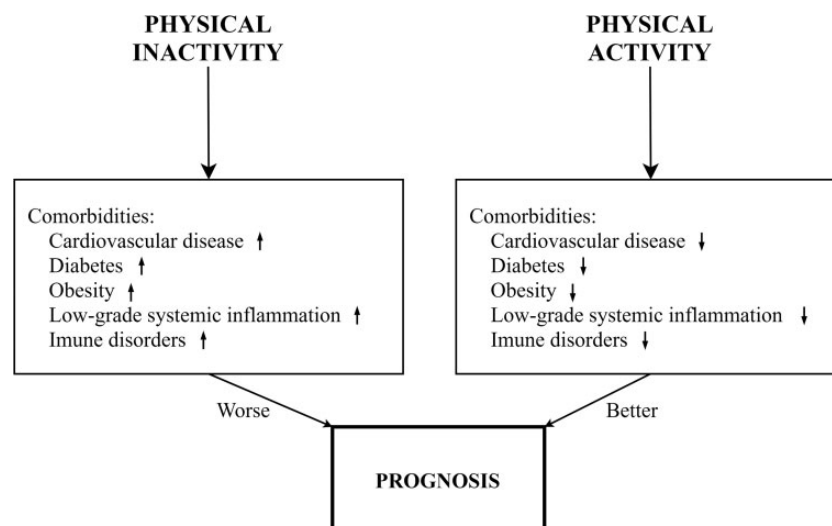 PHYSICAL
INACTIVITY
Comorbidities:
Cardiovascular disease ↑
Diabetes ↑
Obesity ↑
Low-grade systemic inflammation ↑
Imune disorders ↑
Worse
PHYSICAL
ACTIVITY
Comorbidities:
Cardiovascular disease ↓
Diabetes ↓
Obesity ↓
Low-grade systemic inflammation ↓
Imune disorders ↓
Better
PROGNOSIS